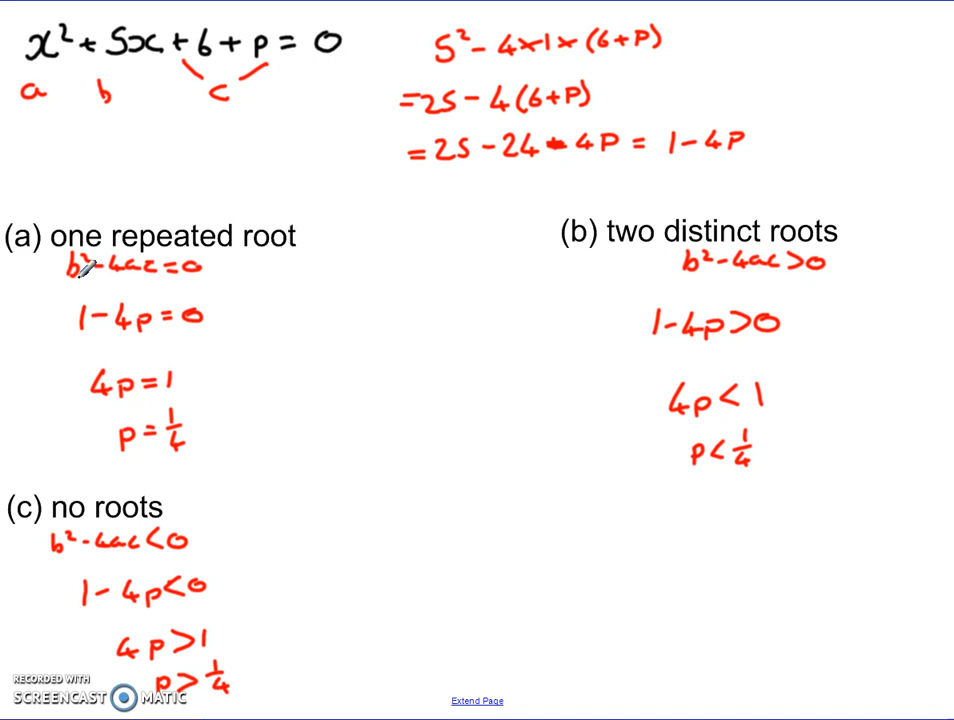 x² + 5x + 6 + p = 0
a b c
5² - 4×1×(6+P)
= 25 - 4(6+P)
= 25 - 24 - 4P = 1 - 4P
(a) one repeated root
b² - 4ac = 0
1 - 4p = 0
4p = 1
p = 1/4
(b) two distinct roots
b² - 4ac > 0
1 - 4p > 0
4p < 1
p < 1/4
(c) no roots
b² - 4ac < 0
1 - 4p < 0
4p > 1
p > 1/4
RECORDED WITH
SCREENCAST MATIC
Extend Page